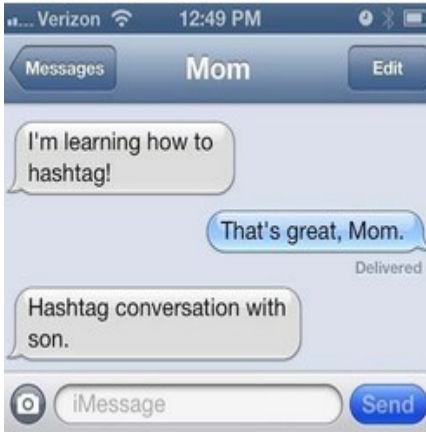 ...Verizon 12:49 PM
Messages Mom Edit
I'm learning how to
hashtag!
That's great, Mom.
Delivered
Hashtag conversation with
son.
iMessage Send